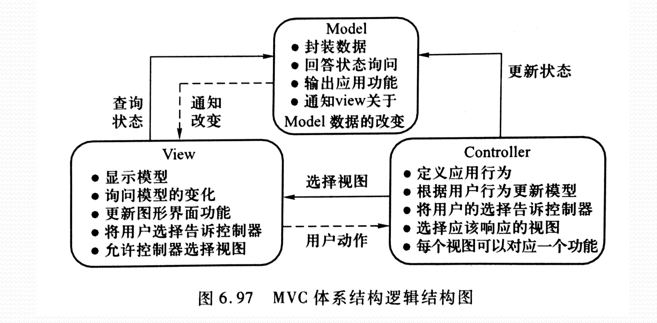 Model
● 封装数据
● 回答状态询问
● 输出应用功能
● 通知view关于
Model 数据的改变
查询
状态
通知
改变
更新状态
View
● 显示模型
● 询问模型的变化
● 更新图形界面功能
● 将用户选择告诉控制器
● 允许控制器选择视图
选择视图
用户动作
Controller
● 定义应用行为
● 根据用户行为更新模型
● 将用户的选择告诉控制器
● 选择应该响应的视图
● 每个视图可以对应一个功能
图 6.97 MVC 体系结构逻辑结构图